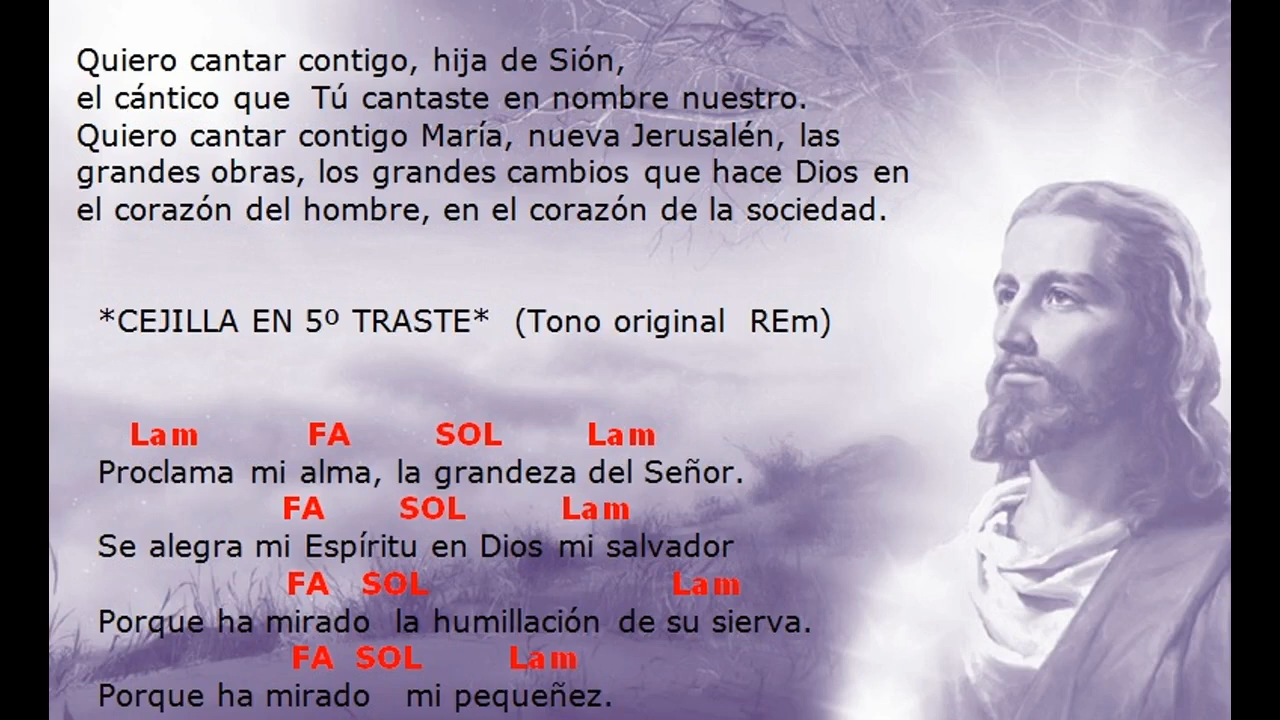 Quiero cantar contigo, hija de Sión,
el cántico que Tú cantaste en nombre nuestro.
Quiero cantar contigo María, nueva Jerusalén, las
grandes obras, los grandes cambios que hace Dios en
el corazón del hombre, en el corazón de la sociedad.
*CEJILLA EN 5º TRASTE* (Tono original REm)
Lam FA SOL Lam
Proclama mi alma, la grandeza del Señor.
FA SOL Lam
Se alegra mi Espíritu en Dios mi salvador
FA SOL Lam
Porque ha mirado la humillación de su sierva.
FA SOL Lam
Porque ha mirado mi pequeñez.